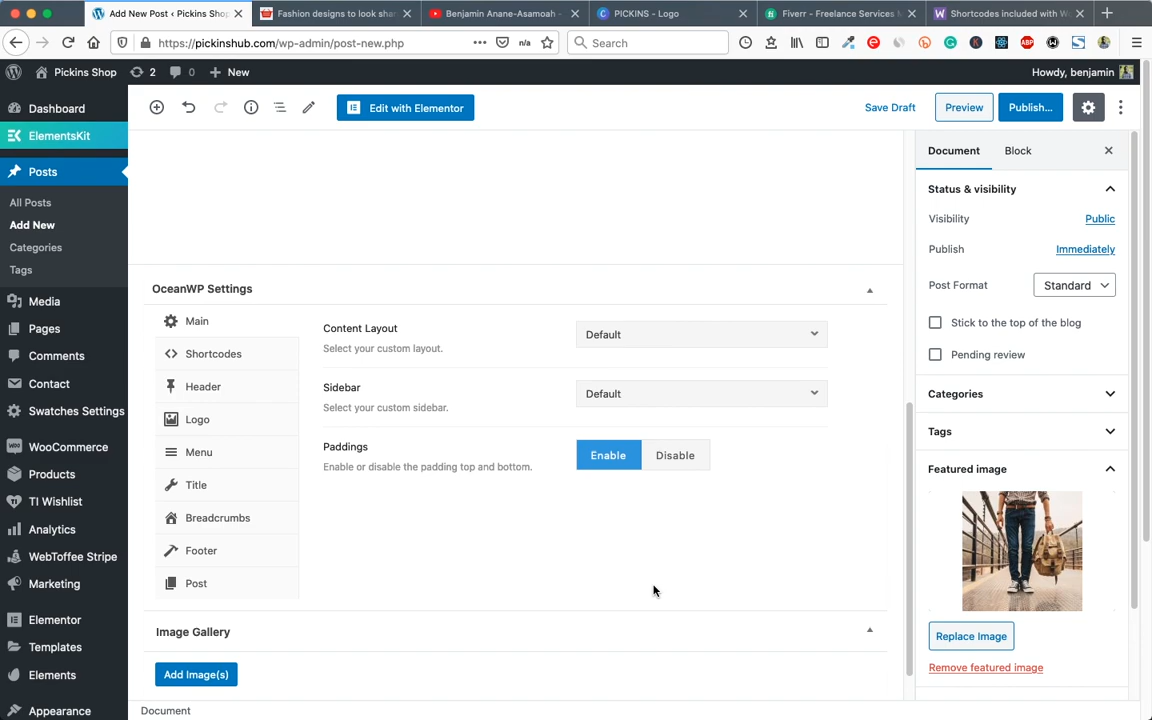 Add New Post ‹ Pickins Shop
Fashion designs to look shar
Benjamin Anane-Asamoah -
PICKINS - Logo
Fiverr - Freelance Services M
Shortcodes included with Wo
https://pickinshub.com/wp-admin/post-new.php
Search
Pickins Shop
2
0
New
Howdy, benjamin
Dashboard
ElementsKit
Posts
All Posts
Add New
Categories
Tags
Media
Pages
Comments
Contact
Swatches Settings
WooCommerce
Products
TI Wishlist
Analytics
WebToffee Stripe
Marketing
Elementor
Templates
Elements
Appearance
Edit with Elementor
Save Draft
Preview
Publish...
OceanWP Settings
Main
Shortcodes
Header
Logo
Menu
Title
Breadcrumbs
Footer
Post
Content Layout
Select your custom layout.
Default
Sidebar
Select your custom sidebar.
Default
Paddings
Enable or disable the padding top and bottom.
Enable
Disable
Image Gallery
Add Image(s)
Document
Document
Block
Status & visibility
Visibility
Public
Publish
Immediately
Post Format
Standard
Stick to the top of the blog
Pending review
Categories
Tags
Featured image
Replace Image
Remove featured image